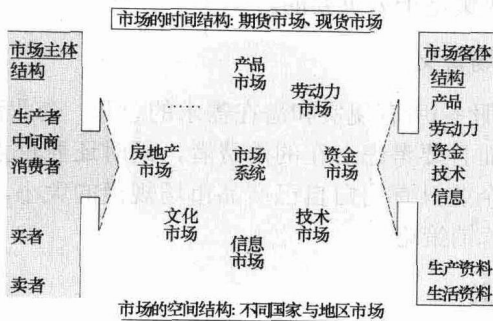 市场的时间结构: 期货市场、现货市场
市场主体
结构
生产者
中间商
消费者
买者
卖者
产品
市场
劳动力
市场
……
房地产
市场
市场
系统
资金
市场
文化
市场
信息
市场
技术
市场
市场客体
结构
产品
劳动力
资金
技术
信息
生产资料
生活资料
市场的空间结构: 不同国家与地区市场